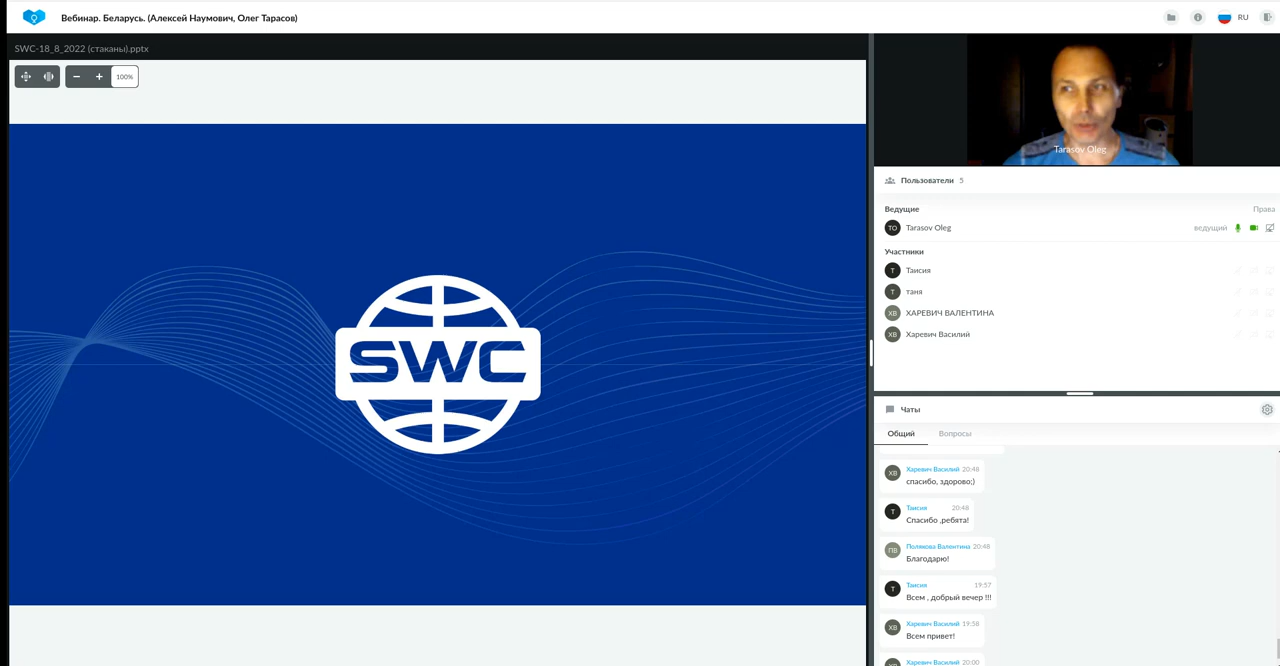 Вебинар. Беларусь. (Алексей Наумович, Олег Тарасов)
RU
SWC-18_8_2022 (стаканы).pptx
100%
SWC
Tarasov Oleg
Пользователи 5
Ведущие Права
TO Tarasov Oleg ведущий
Участники
Т Таисия
Т таня
ХВ ХАРЕВИЧ ВАЛЕНТИНА
ХВ Харевич Василий
Чаты
Общий Вопросы
ХВ Харевич Василий 20:48
спасибо, здорово;)
Т Таисия 20:48
Спасибо ,ребята!
ПВ Полякова Валентина 20:48
Благодарю!
Т Таисия 19:57
Всем , добрый вечер !!!
ХВ Харевич Василий 19:58
Всем привет!
ХВ Харевич Василий 20:00